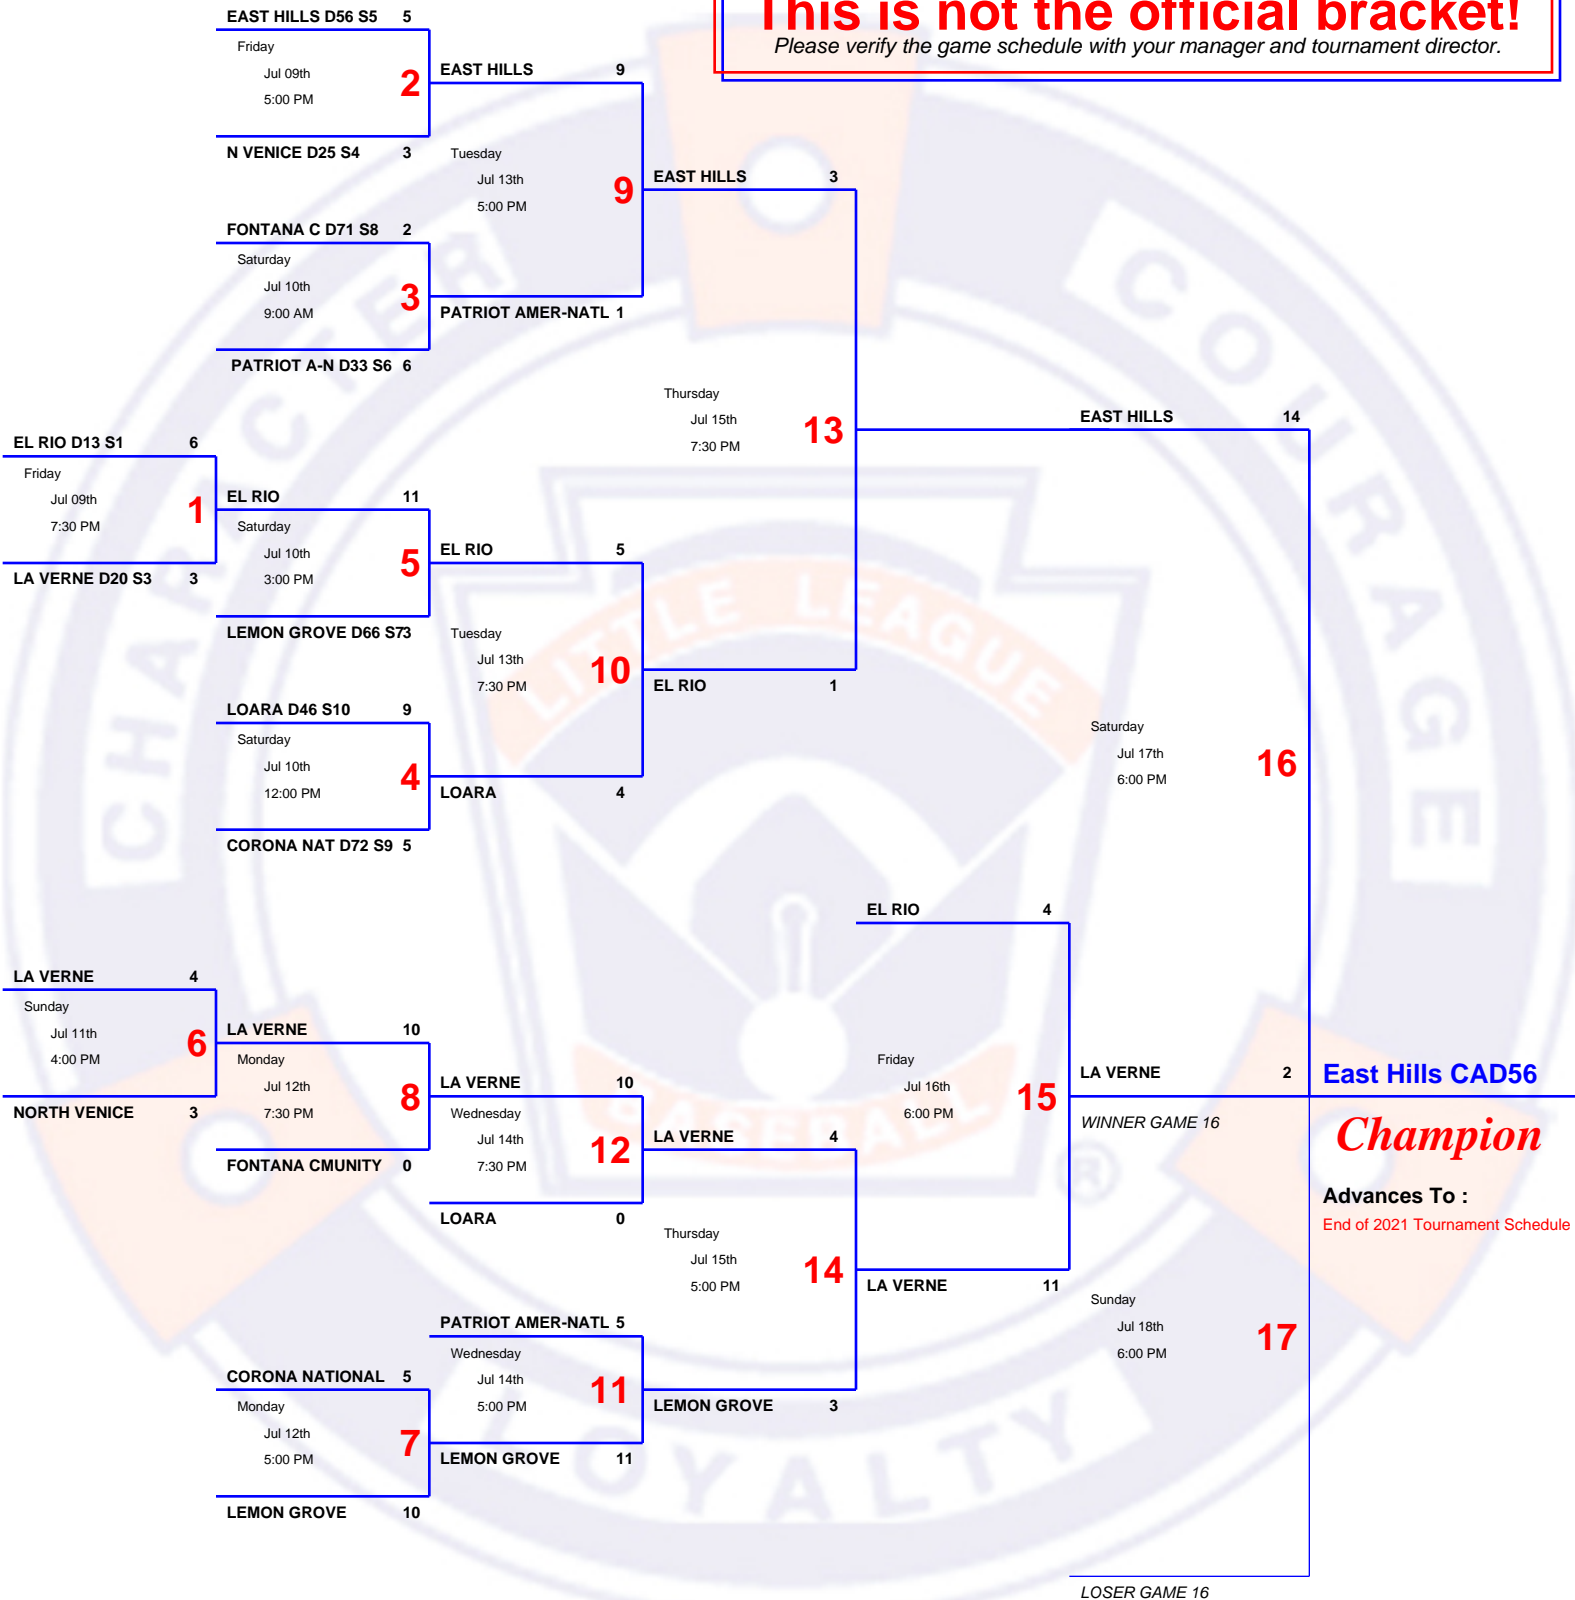 This is not the official bracket!
Please verify the game schedule with your manager and tournament director.
EAST HILLS D56 S5 5
Friday
Jul 09th
5:00 PM
2
N VENICE D25 S4 3
EAST HILLS 9
Tuesday
Jul 13th
5:00 PM
9
FONTANA C D71 S8 2
Saturday
Jul 10th
9:00 AM
3
PATRIOT A-N D33 S6 6
PATRIOT AMER-NATL 1
EAST HILLS 3
Thursday
Jul 15th
7:30 PM
13
EL RIO D13 S1 6
Friday
Jul 09th
7:30 PM
1
LA VERNE D20 S3 3
EL RIO 11
Saturday
Jul 10th
3:00 PM
5
LEMON GROVE D66 S7 3
EL RIO 5
Tuesday
Jul 13th
7:30 PM
10
LOARA D46 S10 9
Saturday
Jul 10th
12:00 PM
4
CORONA NAT D72 S9 5
LOARA 4
EL RIO 1
EAST HILLS 14
Saturday
Jul 17th
6:00 PM
16
LA VERNE 4
Sunday
Jul 11th
4:00 PM
6
NORTH VENICE 3
LA VERNE 10
Monday
Jul 12th
7:30 PM
8
FONTANA CMUNITY 0
LA VERNE 10
Wednesday
Jul 14th
7:30 PM
12
LOARA 0
LA VERNE 4
Thursday
Jul 15th
5:00 PM
14
PATRIOT AMER-NATL 5
Wednesday
Jul 14th
5:00 PM
11
CORONA NATIONAL 5
Monday
Jul 12th
5:00 PM
7
LEMON GROVE 10
LEMON GROVE 11
LEMON GROVE 3
EL RIO 4
Friday
Jul 16th
6:00 PM
15
LA VERNE 11
LA VERNE 2
WINNER GAME 16
Sunday
Jul 18th
6:00 PM
17
LOSER GAME 16
East Hills CAD56
Champion
Advances To :
End of 2021 Tournament Schedule
CHARACTER
COURAGE
LOYALTY
LITTLE LEAGUE
BASEBALL
®